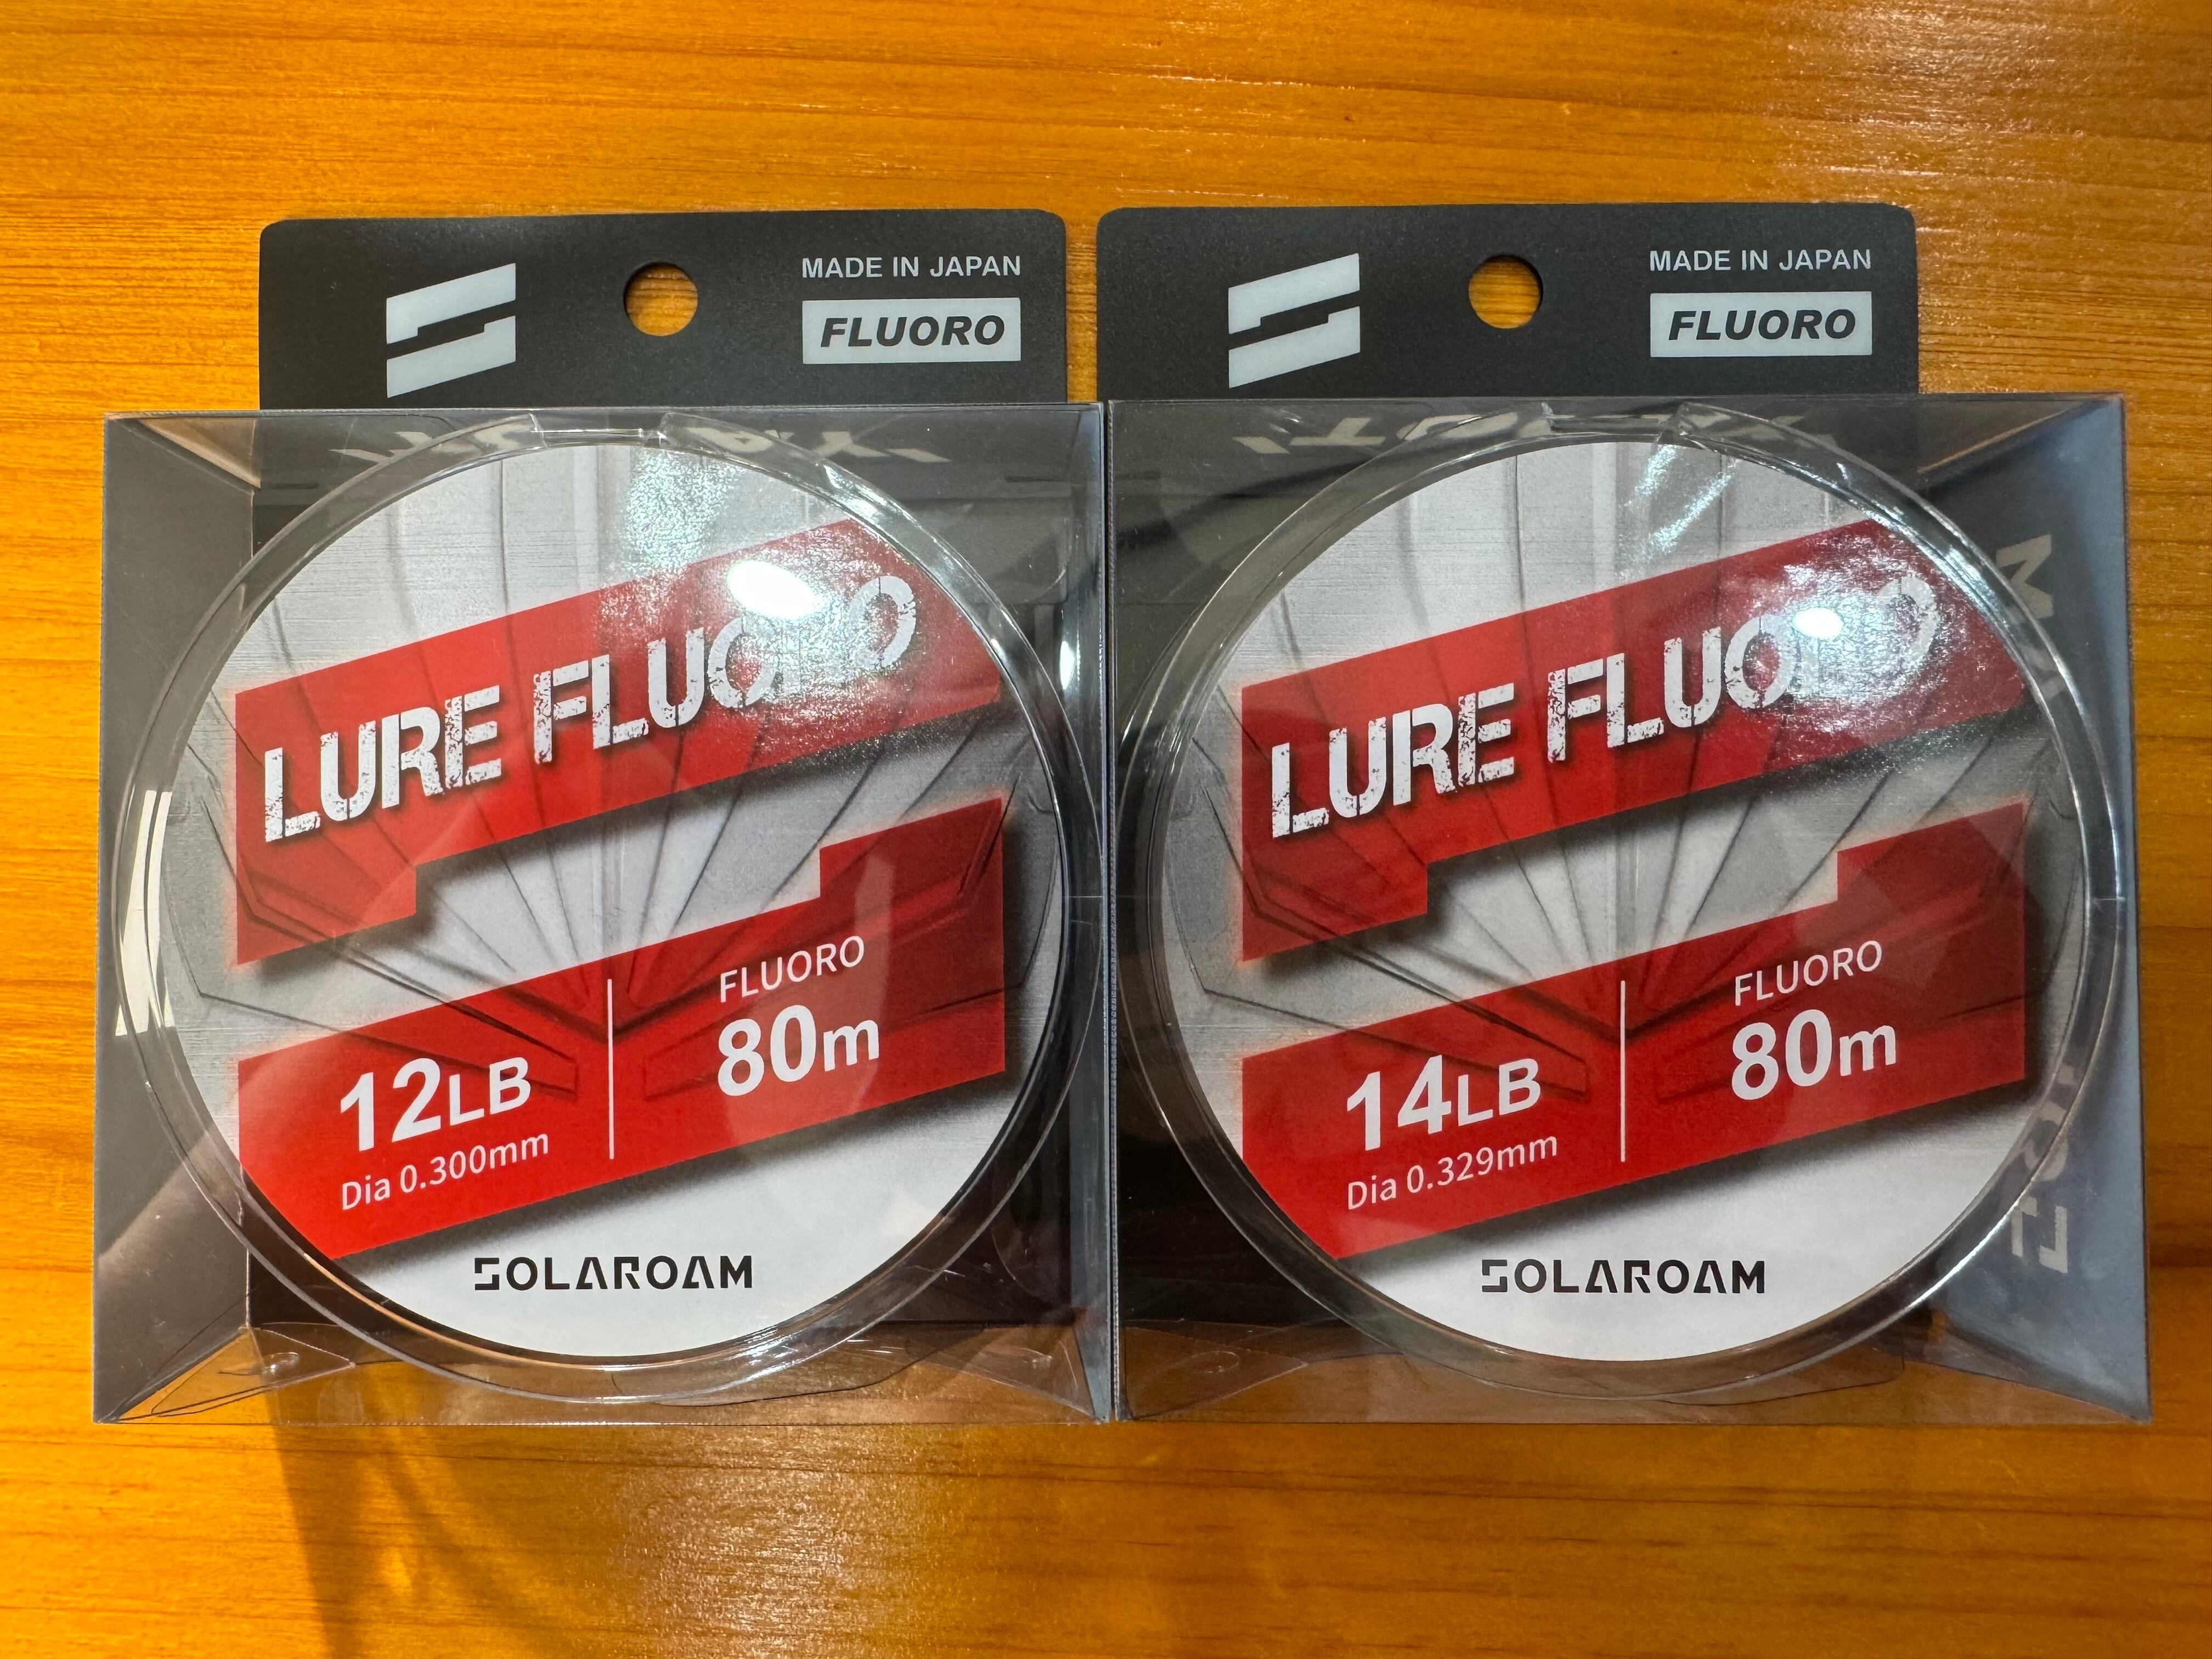 MADE IN JAPAN
FLUORO
LURE FLUORO
12LB
Dia 0.300mm
FLUORO
80m
SOLAROAM
MADE IN JAPAN
FLUORO
LURE FLUORO
14LB
Dia 0.329mm
FLUORO
80m
SOLAROAM